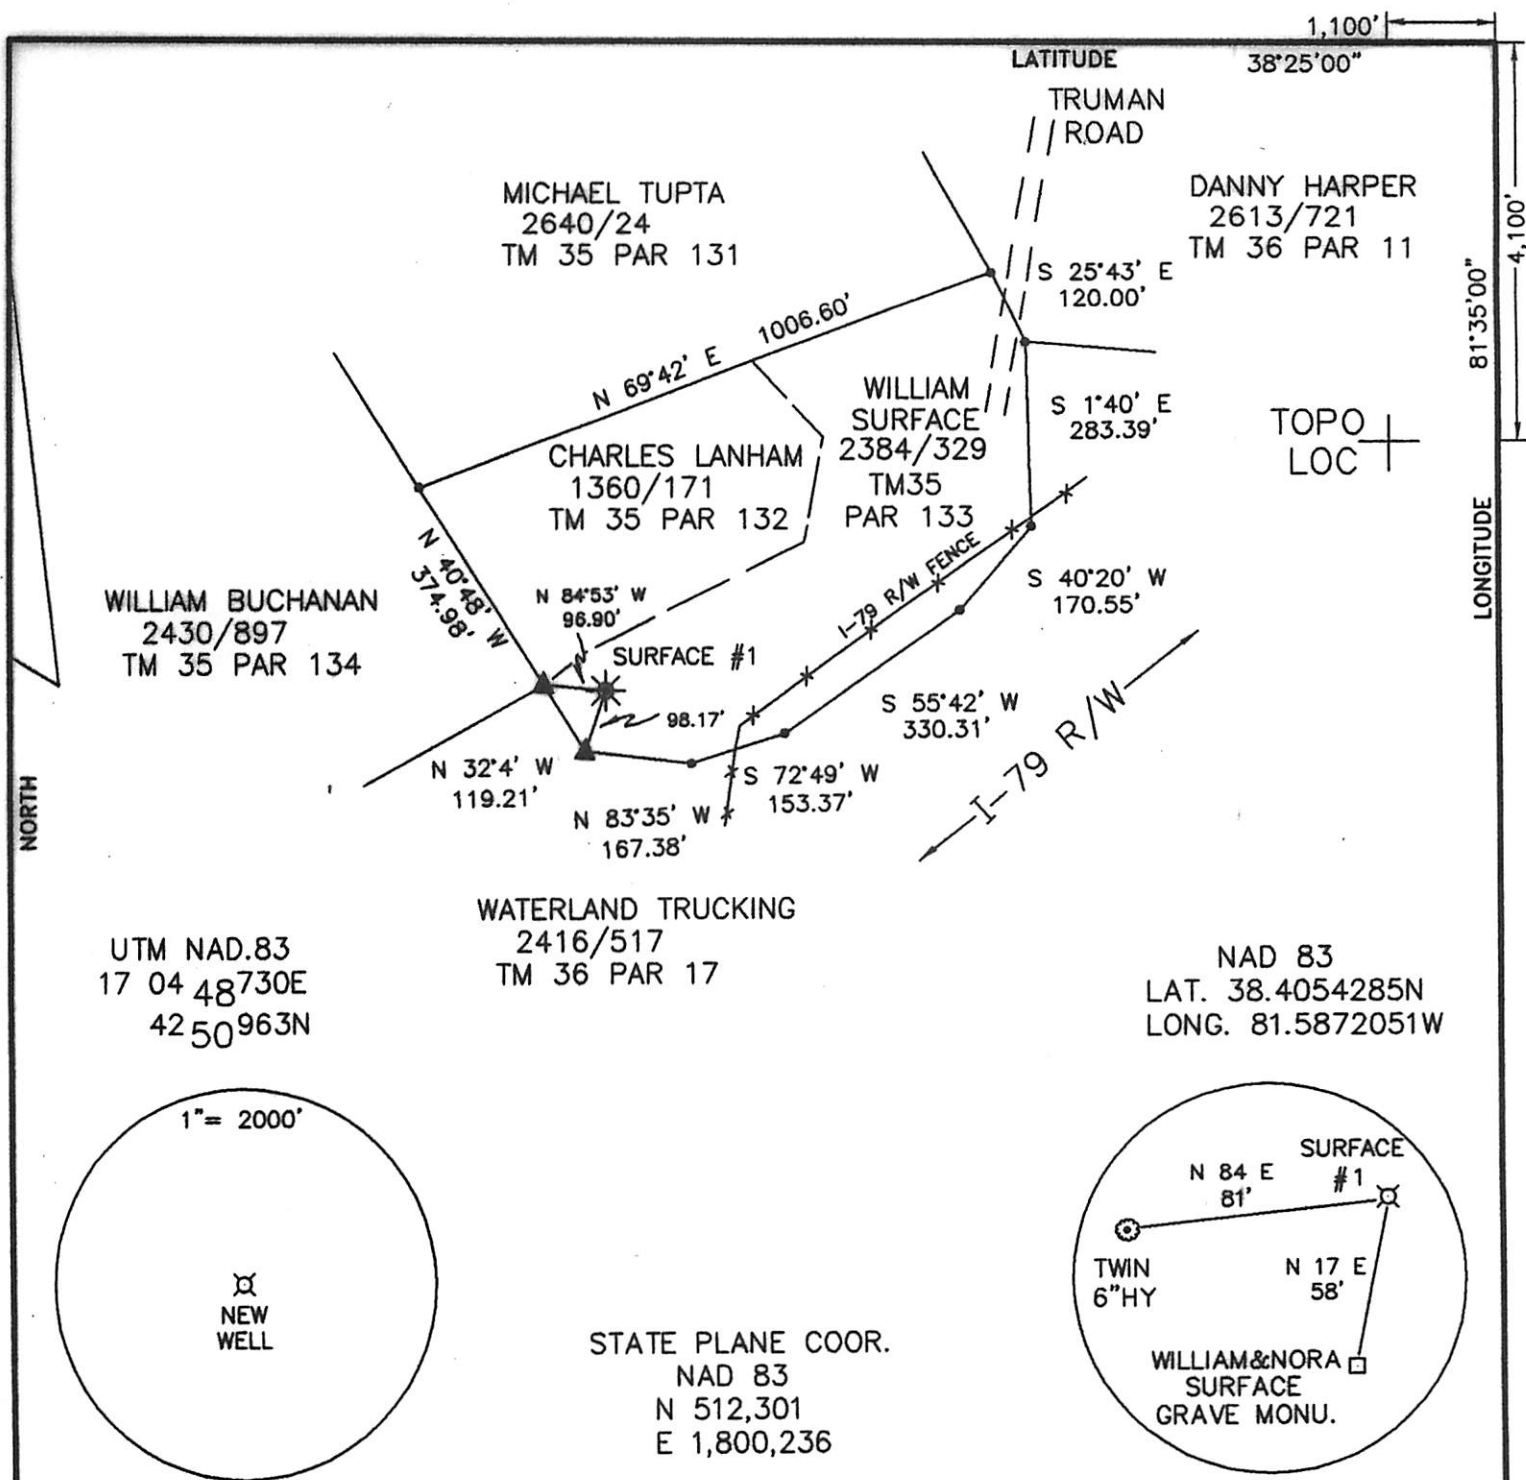 1,100'
LATITUDE
38°25'00"
TRUMAN
ROAD
MICHAEL TUPTA
2640/24
TM 35 PAR 131
DANNY HARPER
2613/721
TM 36 PAR 11
4,100'
S 25°43' E
120.00'
81°35'00"
N 69°42' E 1006.60'
WILLIAM
SURFACE
2384/329
TM35
PAR 133
S 1°40' E
283.39'
TOPO
LOC
CHARLES LANHAM
1360/171
TM 35 PAR 132
N 40°48' W
374.98'
I-79 R/W FENCE
LONGITUDE
WILLIAM BUCHANAN
2430/897
TM 35 PAR 134
N 84°53' W
96.90'
S 40°20' W
170.55'
SURFACE #1
98.17'
S 55°42' W
330.31'
I-79 R/W
N 32°4' W
119.21'
S 72°49' W
153.37'
N 83°35' W
167.38'
NORTH
WATERLAND TRUCKING
2416/517
TM 36 PAR 17
UTM NAD.83
17 04 48730E
42 50963N
NAD 83
LAT. 38.4054285N
LONG. 81.5872051W
1"= 2000'
NEW
WELL
STATE PLANE COOR.
NAD 83
N 512,301
E 1,800,236
SURFACE
#1
N 84 E
81'
TWIN
6"HY
N 17 E
58'
WILLIAM&NORA
SURFACE
GRAVE MONU.